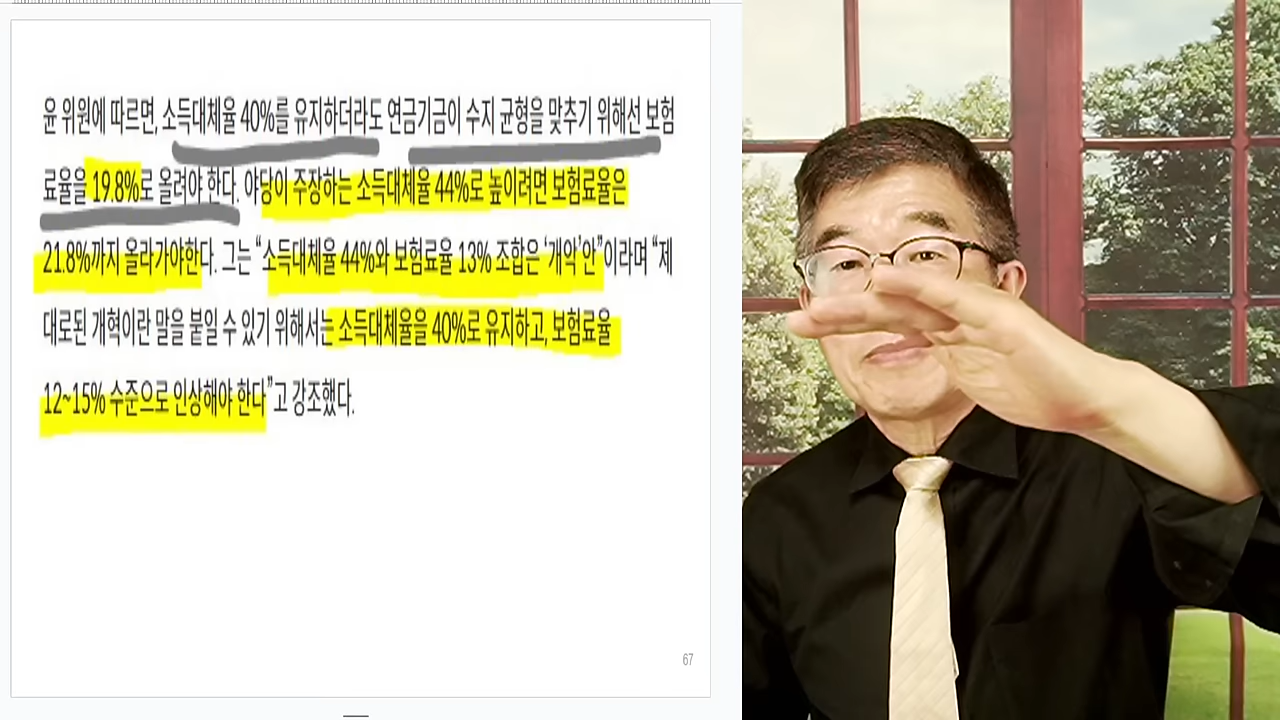 윤 위원에 따르면, 소득대체율 40%를 유지하더라도 연금기금이 수지 균형을 맞추기 위해선 보험
료율을 19.8%로 올려야 한다. 야당이 주장하는 소득대체율 44%로 높이려면 보험료율은
21.8%까지 올라가야한다. 그는 “소득대체율 44%와 보험료율 13% 조합은 ‘개악’안”이라며 “제
대로된 개혁이란 말을 붙일 수 있기 위해서는 소득대체율을 40%로 유지하고, 보험료율
12~15% 수준으로 인상해야 한다”고 강조했다.
67